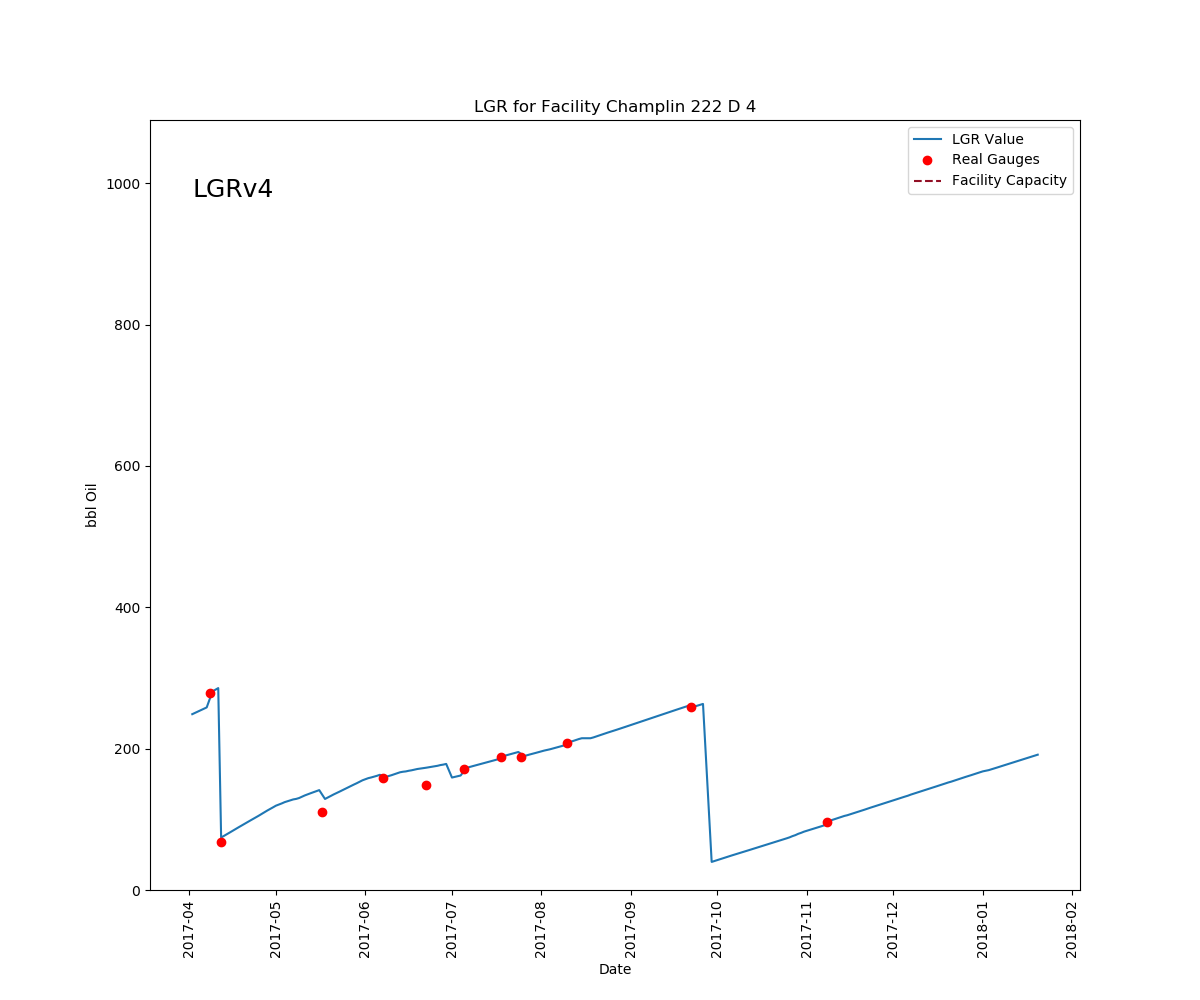 LGR for Facility Champlin 222 D 4
LGRv4
LGR Value
Real Gauges
Facility Capacity
1000
800
600
400
200
0
bbl Oil
2017-04
2017-05
2017-06
2017-07
2017-08
2017-09
2017-10
2017-11
2017-12
2018-01
2018-02
Date